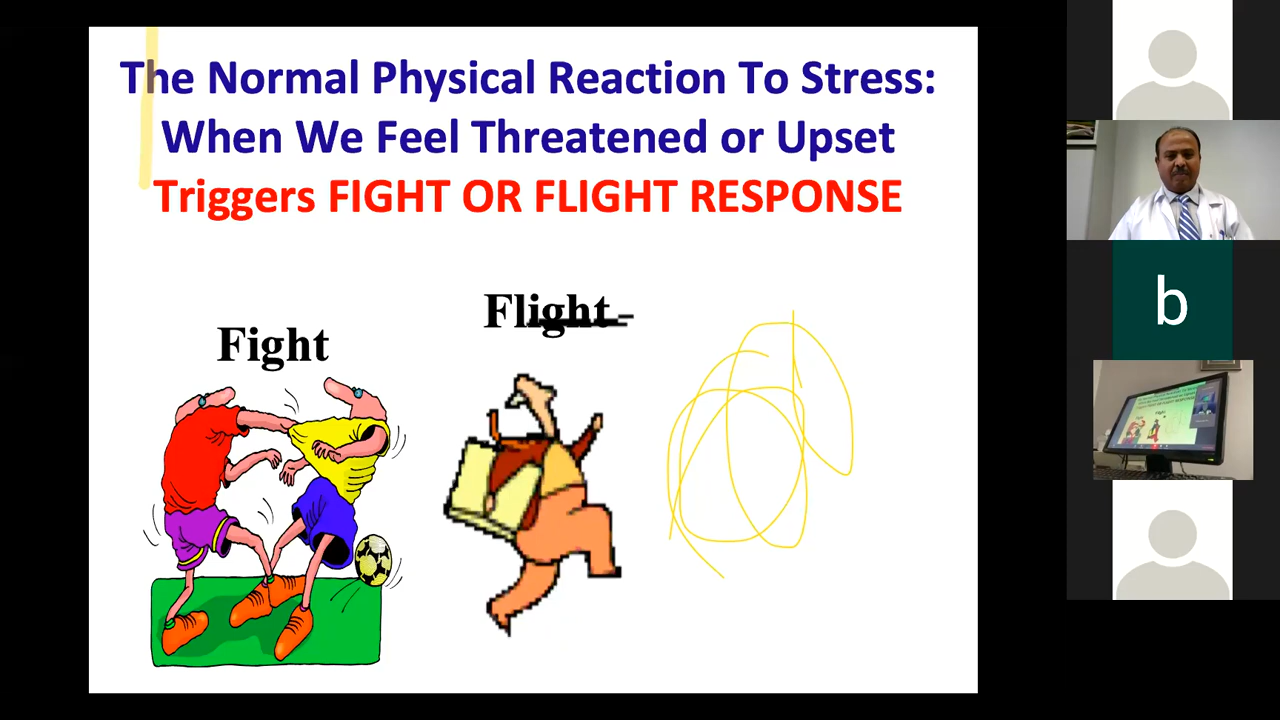 The Normal Physical Reaction To Stress:
When We Feel Threatened or Upset
Triggers FIGHT OR FLIGHT RESPONSE
Flight -
Fight
b